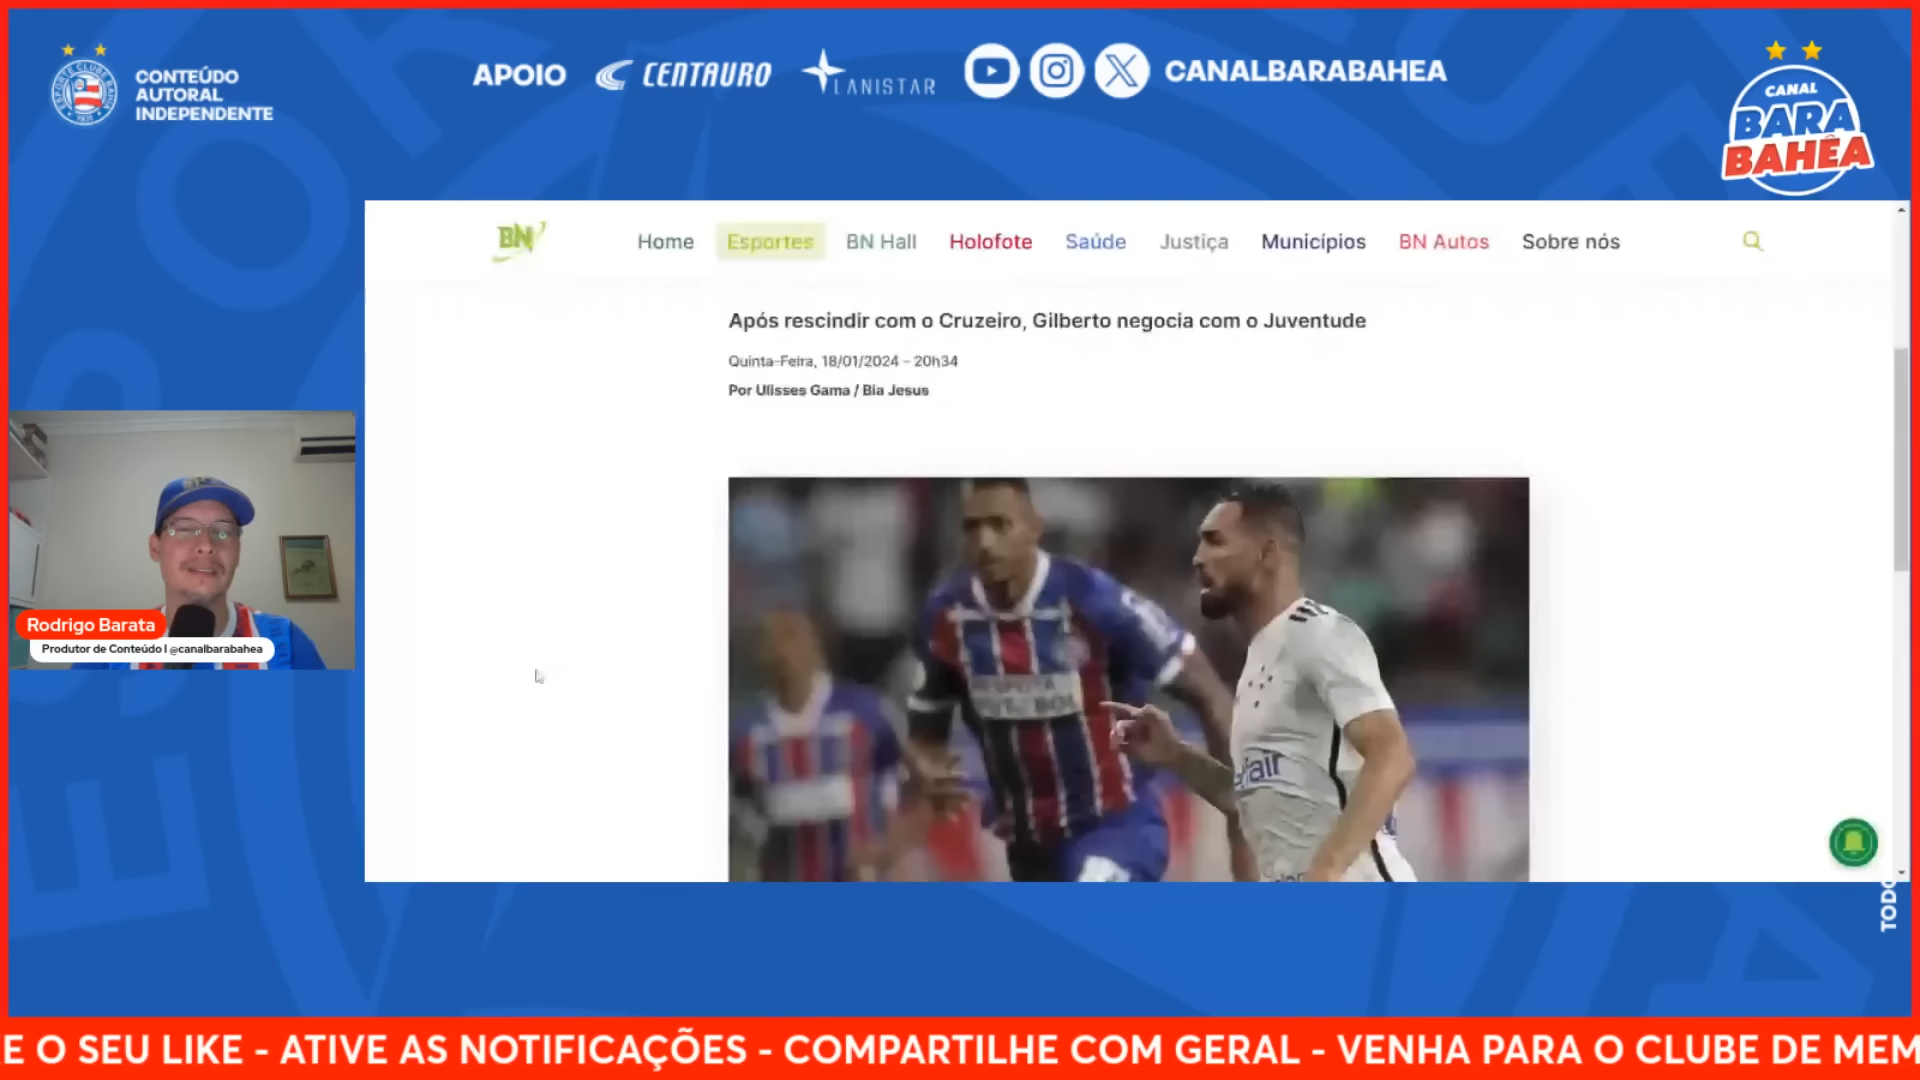 CONTEÚDO
AUTORAL
INDEPENDENTE
APOIO
CENTAURO
LANISTAR
CANALBARABAHEA
CANAL
BARA
BAHÊA
BN
Home
Esportes
BN Hall
Holofote
Saúde
Justiça
Municípios
BN Autos
Sobre nós
Após rescindir com o Cruzeiro, Gilberto negocia com o Juventude
Quinta-Feira, 18/01/2024 - 20h34
Por Ulisses Gama / Bia Jesus
Rodrigo Barata
Produtor de Conteúdo | @canalbarabahea
TODO
E O SEU LIKE - ATIVE AS NOTIFICAÇÕES - COMPARTILHE COM GERAL - VENHA PARA O CLUBE DE MEM